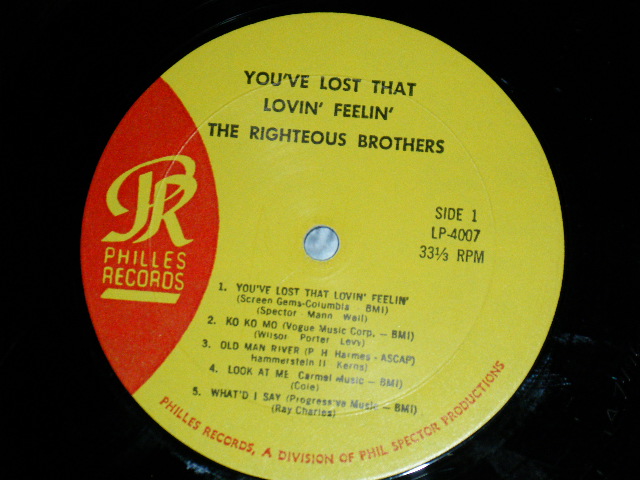 YOU'VE LOST THAT
LOVIN' FEELIN'
THE RIGHTEOUS BROTHERS
PR
PHILLES
RECORDS
SIDE 1
LP-4007
33⅓ RPM
1. YOU'VE LOST THAT LOVIN' FEELIN'
(Screen Gems-Columbia - BMI)
(Spector Mann Weil)
2. KO KO MO (Vogue Music Corp. - BMI)
(Wilson Porter Levy)
3. OLD MAN RIVER (P H Harmes - ASCAP)
Hammerstein II Kerns)
4. LOOK AT ME Carmel Music - BMI)
(Cole)
5. WHAT'D I SAY (Progressive Music - BMI)
(Ray Charles)
PHILLES RECORDS, A DIVISION OF PHIL SPECTOR PRODUCTIONS